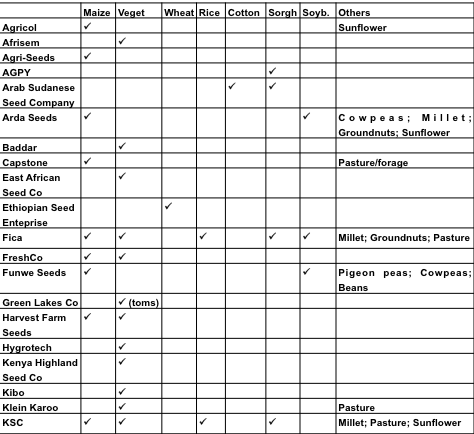 Maize Veget Wheat Rice Cotton Sorgh Soyb. Others
Agricol ✓ Sunflower
Afrisem ✓
Agri-Seeds ✓
AGPY ✓
Arab Sudanese ✓ ✓
Seed Company
Arda Seeds ✓ ✓ Cowpeas; Millet;
Groundnuts; Sunflower
Baddar ✓
Capstone ✓ Pasture/forage
East African ✓
Seed Co
Ethiopian Seed ✓
Enteprise
Fica ✓ ✓ ✓ ✓ ✓ Millet; Groundnuts; Pasture
FreshCo ✓ ✓
Funwe Seeds ✓ ✓ Pigeon peas; Cowpeas;
Beans
Green Lakes Co ✓ (toms)
Harvest Farm ✓ ✓
Seeds
Hygrotech ✓
Kenya Highland ✓
Seed Co
Kibo ✓
Klein Karoo ✓ Pasture
KSC ✓ ✓ ✓ ✓ Millet; Pasture; Sunflower